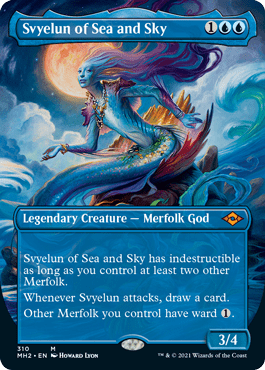 Svyelun of Sea and Sky 1
Legendary Creature — Merfolk God
Svyelun of Sea and Sky has indestructible
as long as you control at least two other
Merfolk.
Whenever Svyelun attacks, draw a card.
Other Merfolk you control have ward 1.
3/4
310 M
MH2 • EN Howard Lyon
™ & © 2021 Wizards of the Coast